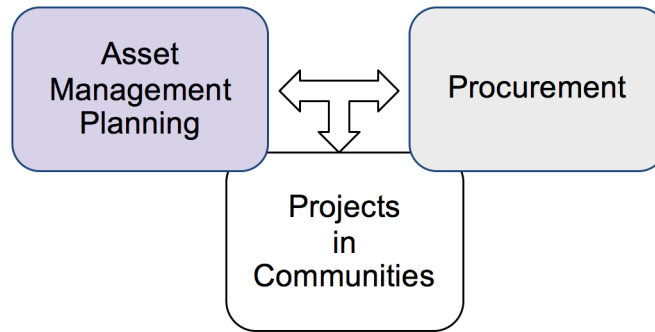 Asset
Management
Planning
Procurement
Projects
in
Communities